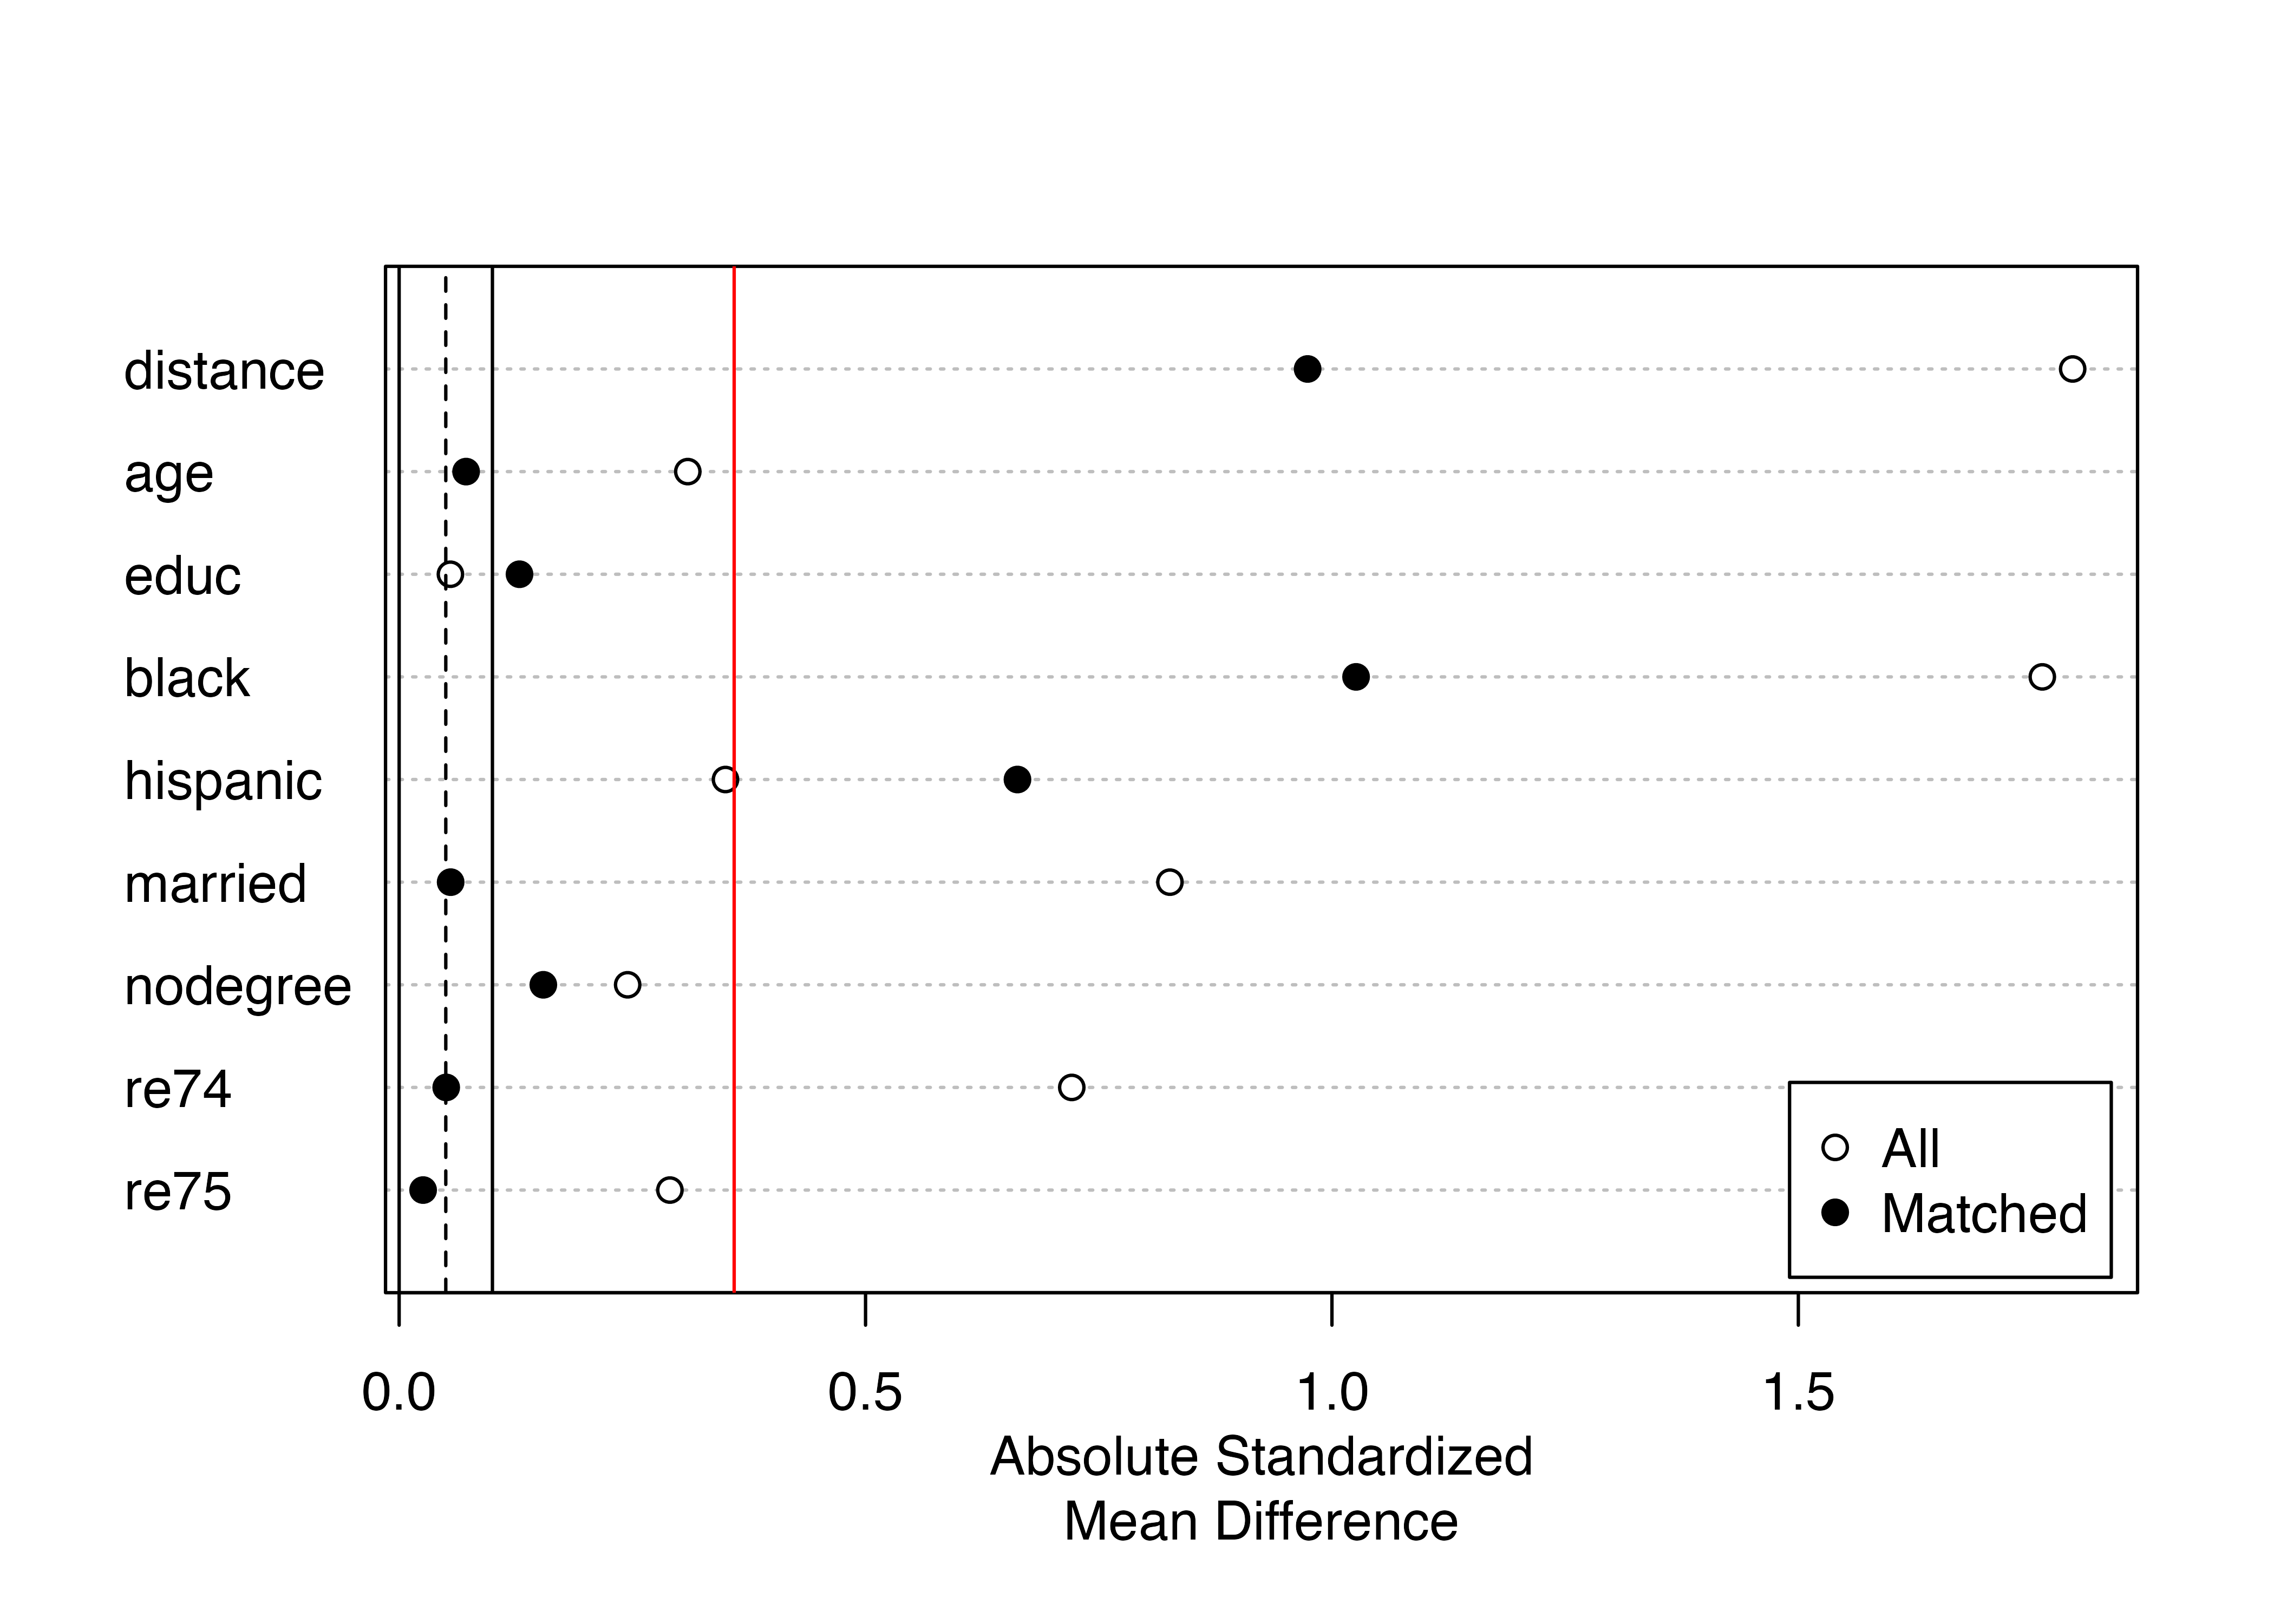 distance
age
educ
black
hispanic
married
nodegree
re74
re75
All
Matched
0.0 0.5 1.0 1.5
Absolute Standardized
Mean Difference